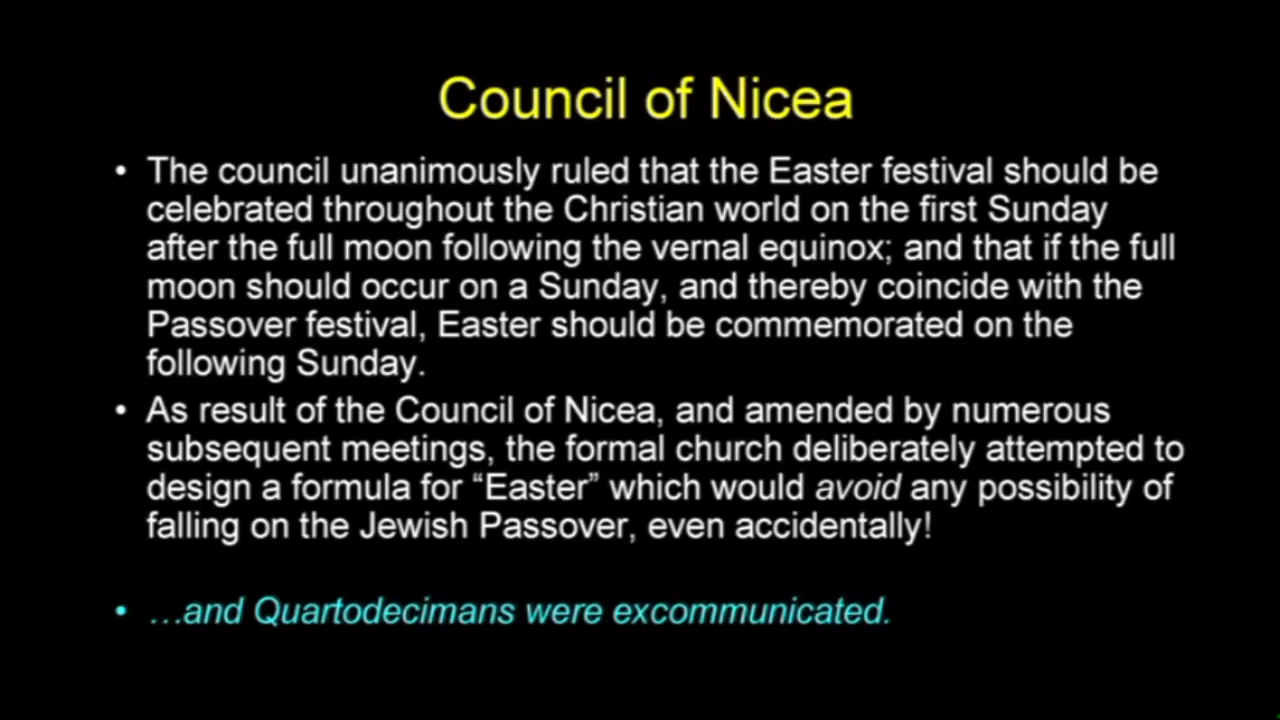 Council of Nicea
• The council unanimously ruled that the Easter festival should be
celebrated throughout the Christian world on the first Sunday
after the full moon following the vernal equinox; and that if the full
moon should occur on a Sunday, and thereby coincide with the
Passover festival, Easter should be commemorated on the
following Sunday.
• As result of the Council of Nicea, and amended by numerous
subsequent meetings, the formal church deliberately attempted to
design a formula for “Easter” which would avoid any possibility of
falling on the Jewish Passover, even accidentally!
• …and Quartodecimans were excommunicated.